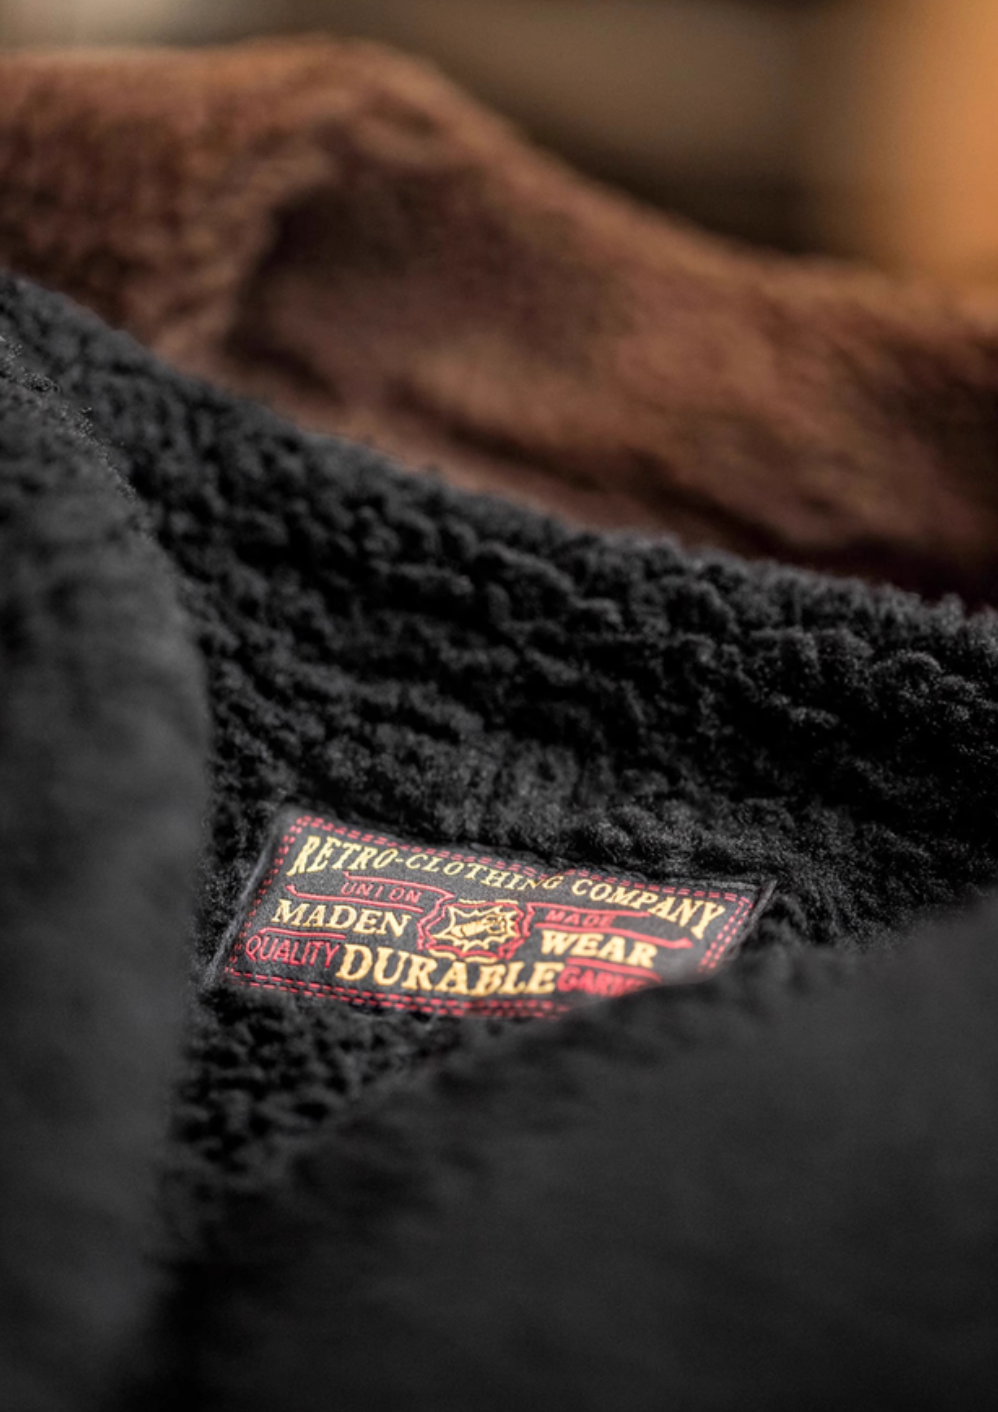 RETRO-CLOTHING COMPANY
UNION MADE
MADEN WEAR
QUALITY DURABLE